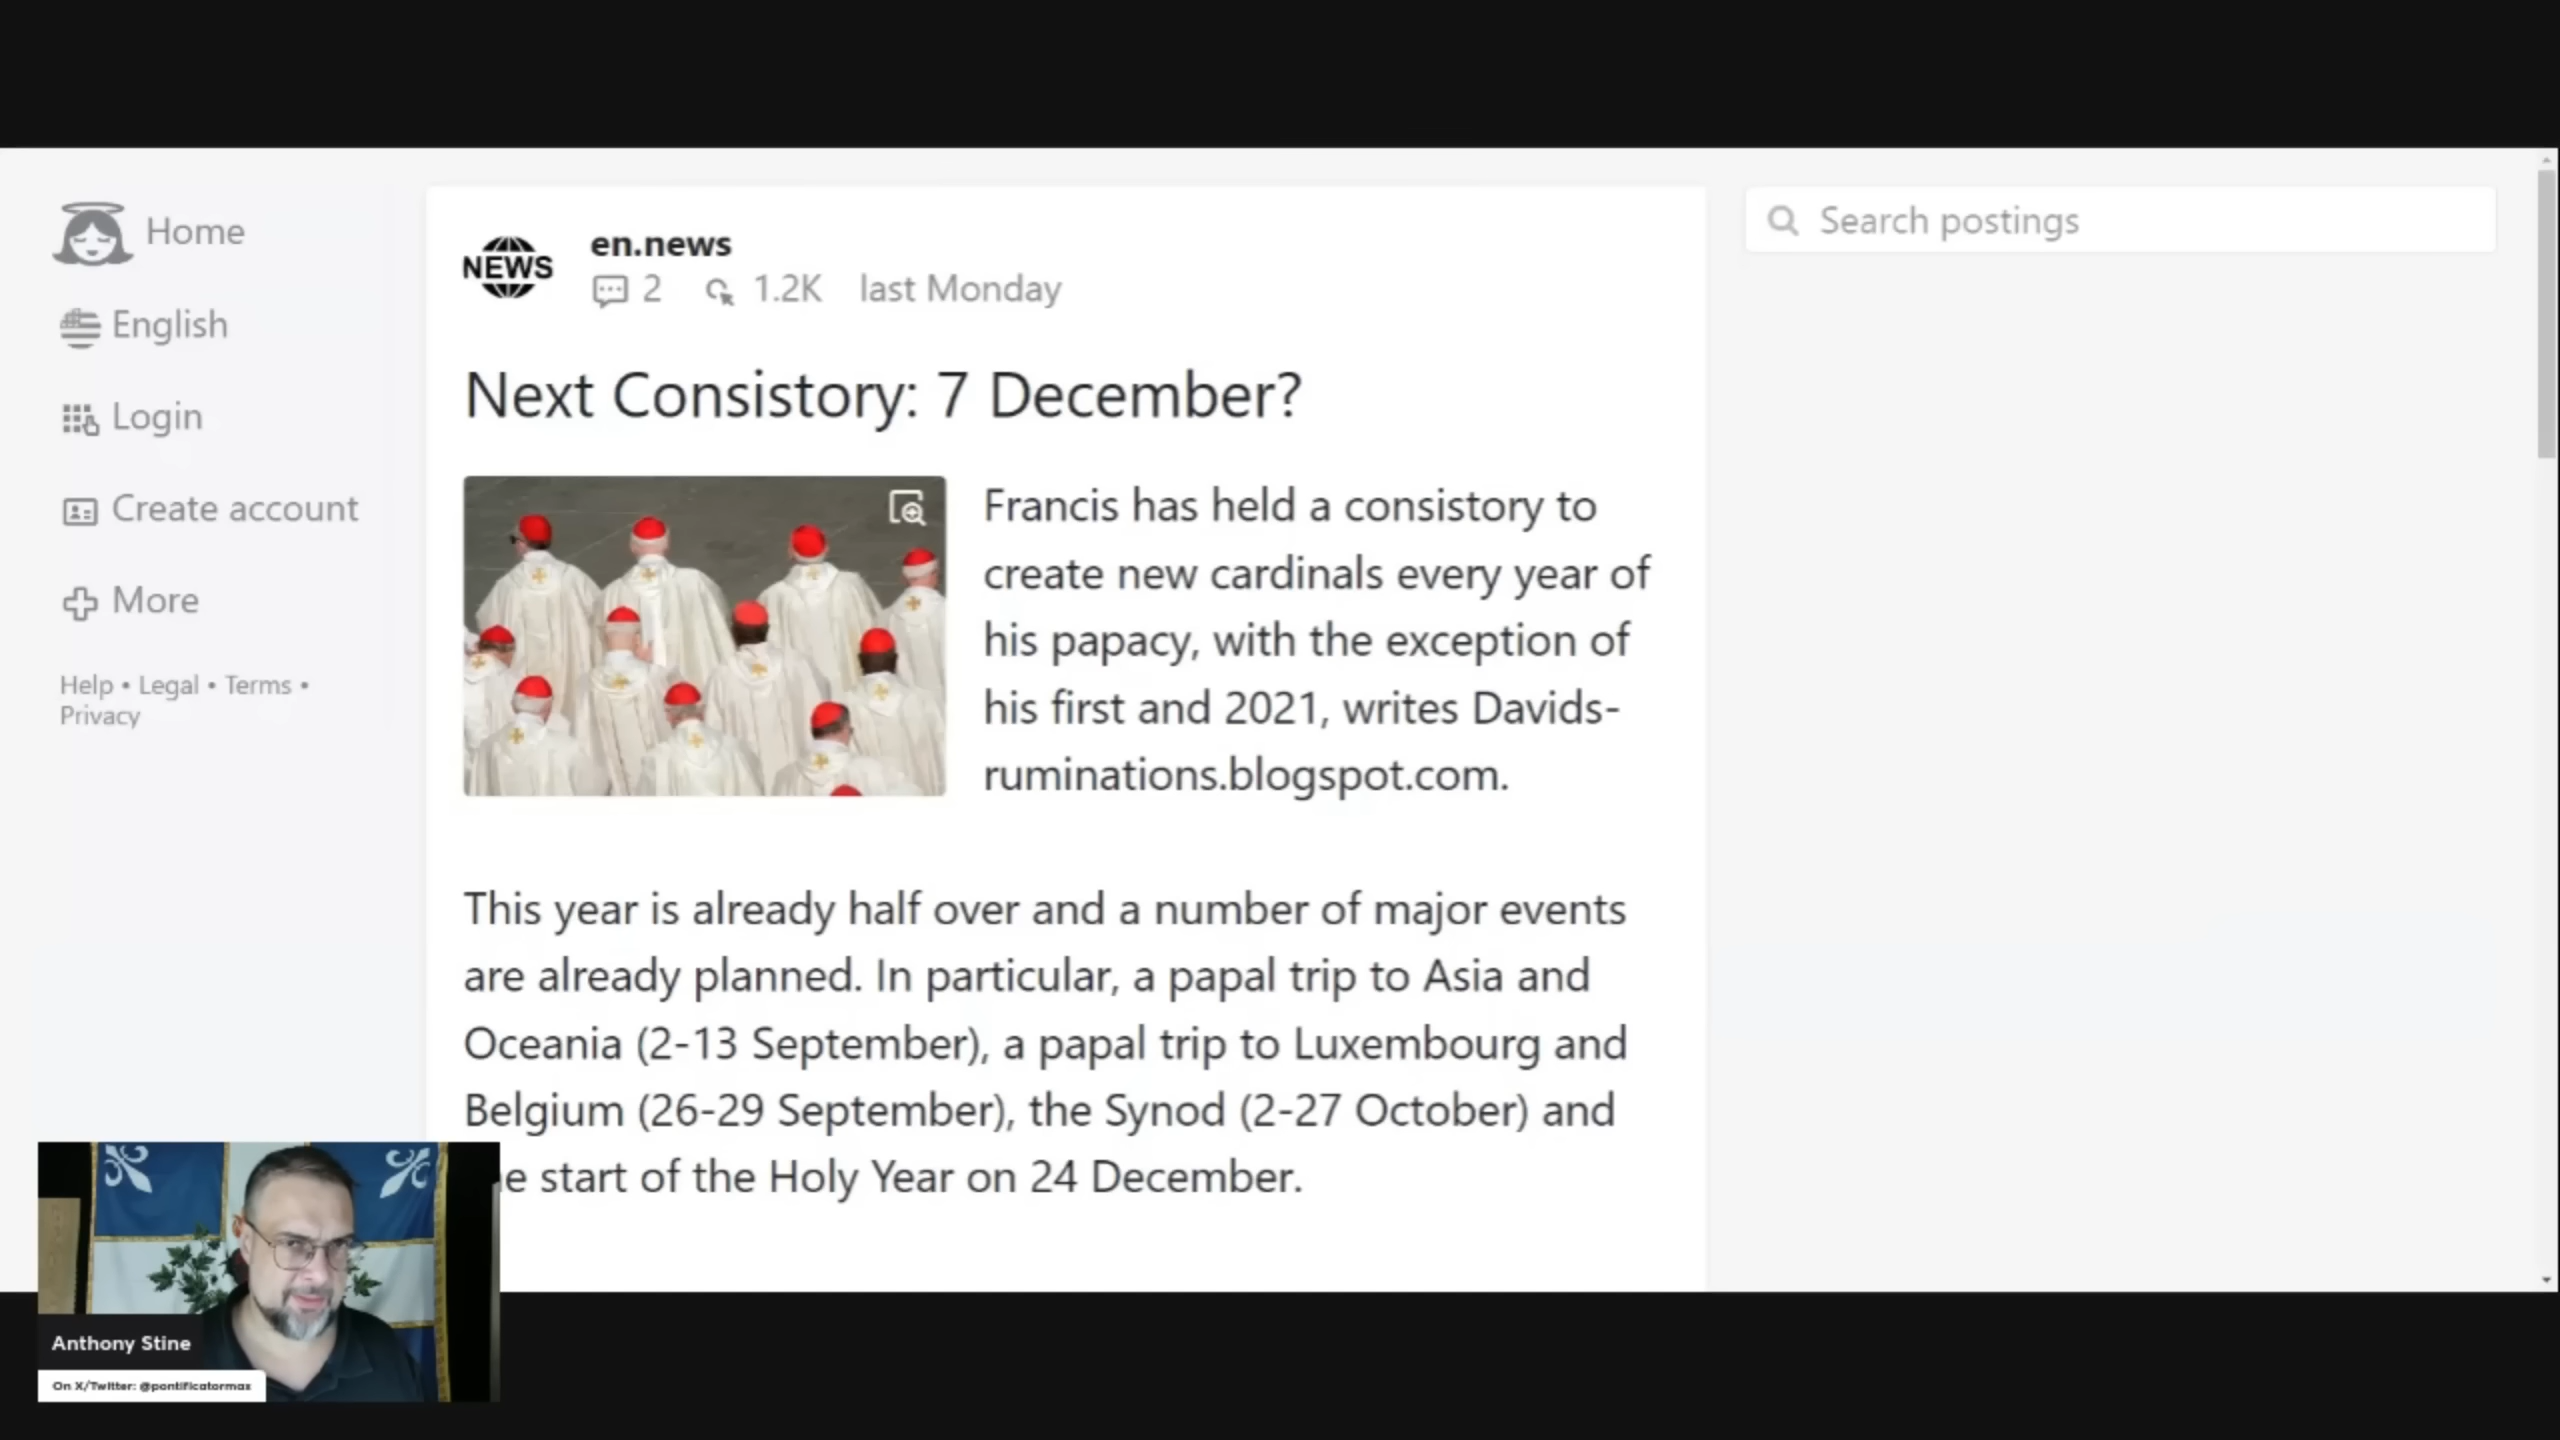 Home
English
Login
Create account
More
Help • Legal • Terms •
Privacy
NEWS
en.news
2 1.2K last Monday
Next Consistory: 7 December?
Francis has held a consistory to
create new cardinals every year of
his papacy, with the exception of
his first and 2021, writes Davids-
ruminations.blogspot.com.
This year is already half over and a number of major events
are already planned. In particular, a papal trip to Asia and
Oceania (2-13 September), a papal trip to Luxembourg and
Belgium (26-29 September), the Synod (2-27 October) and
e start of the Holy Year on 24 December.
Search postings
Anthony Stine
On X/Twitter: @pontificatormax